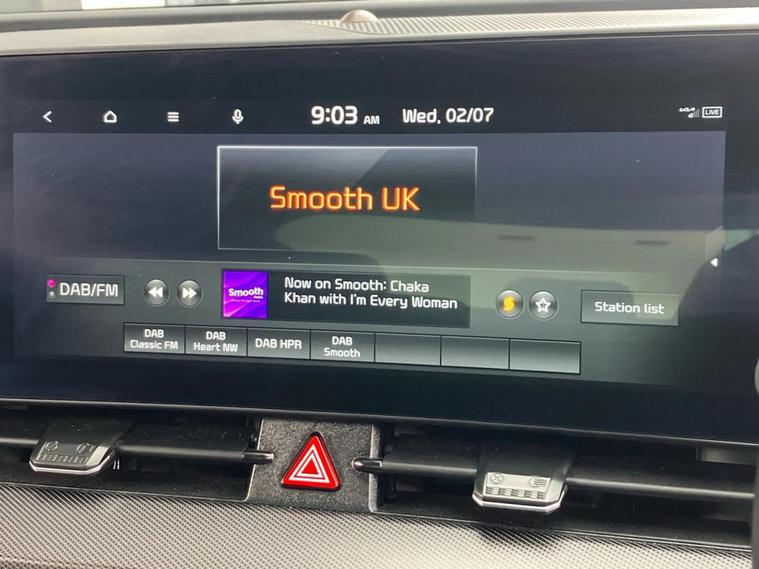 9:03 AM Wed, 02/07
KIA LIVE
Smooth UK
DAB/FM
Smooth
Now on Smooth: Chaka
Khan with I'm Every Woman
Station list
DAB
Classic FM
DAB
Heart NW
DAB HPR
DAB
Smooth